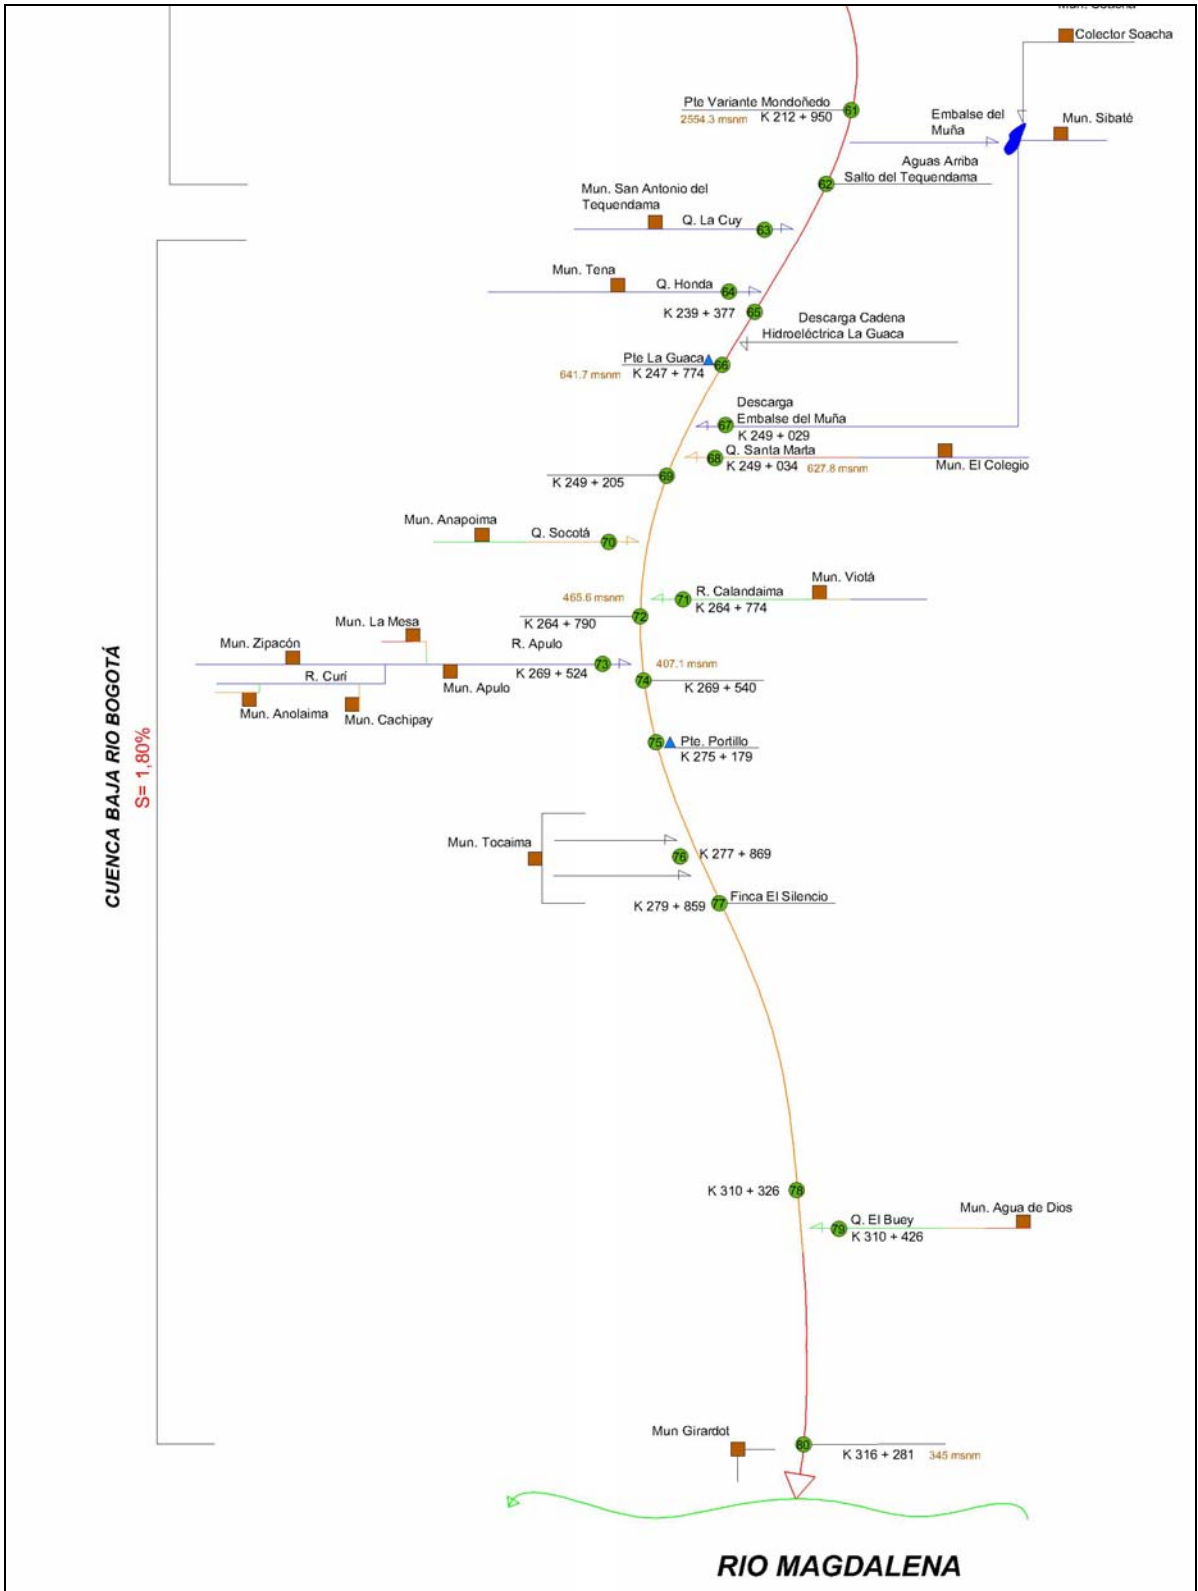 Colector Soacha
Pte Variante Mondoñedo
61
2554.3 msnm
K 212 + 950
Embalse del
Muña
Mun. Sibaté
Aguas Arriba
Salto del Tequendama
62
Mun. San Antonio del
Tequendama
Q. La Cuy
63
Mun. Tena
Q. Honda
64
K 239 + 377
65
Descarga Cadena
Hidroeléctrica La Guaca
Pte La Guaca
66
641.7 msnm
K 247 + 774
Descarga
Embalse del Muña
67
K 249 + 029
Q. Santa Marta
68
K 249 + 034
627.8 msnm
Mun. El Colegio
69
K 249 + 205
Mun. Anapoima
Q. Socotá
70
Mun. Viotá
R. Calandaima
71
K 264 + 774
465.6 msnm
72
K 264 + 790
Mun. La Mesa
Mun. Zipacón
R. Apulo
73
K 269 + 524
R. Curí
Mun. Apulo
Mun. Anolaima
Mun. Cachipay
407.1 msnm
74
K 269 + 540
75
Pte. Portillo
K 275 + 179
CUENCA BAJA RIO BOGOTÁ
S= 1,80%
Mun. Tocaima
76
K 277 + 869
K 279 + 859
77
Finca El Silencio
K 310 + 326
78
Mun. Agua de Dios
79
Q. El Buey
K 310 + 426
Mun Girardot
80
K 316 + 281
345 msnm
RIO MAGDALENA